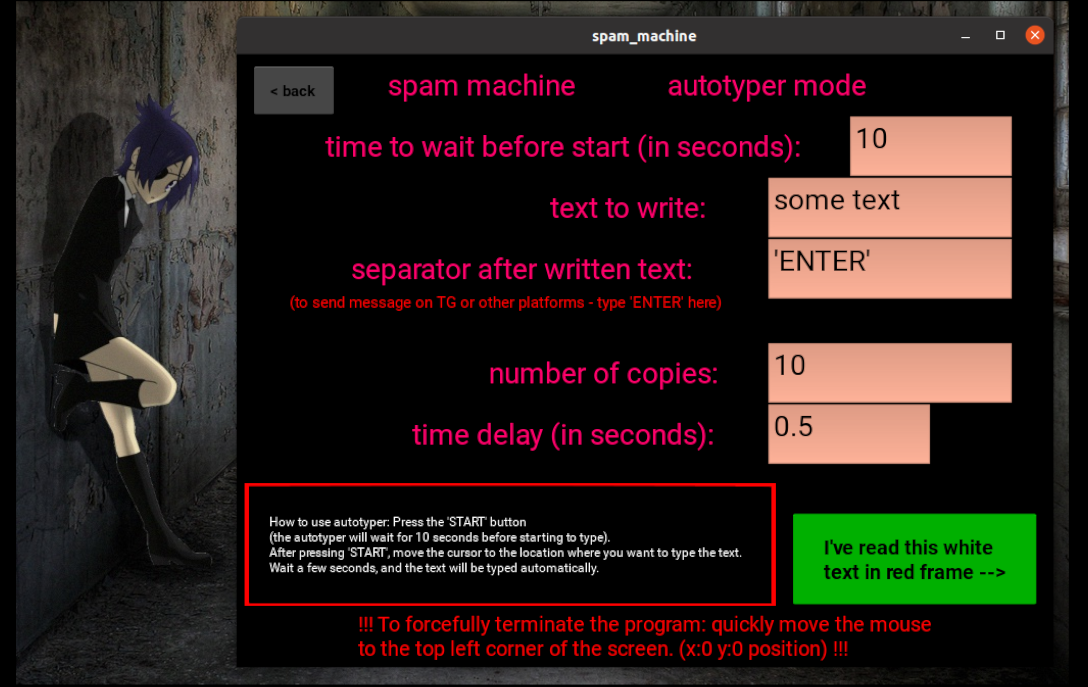 spam_machine
< back
spam machine
autotyper mode
time to wait before start (in seconds):
10
text to write:
some text
separator after written text:
'ENTER'
(to send message on TG or other platforms - type 'ENTER' here)
number of copies:
10
time delay (in seconds):
0.5
How to use autotyper: Press the 'START' button
(the autotyper will wait for 10 seconds before starting to type).
After pressing 'START', move the cursor to the location where you want to type the text.
Wait a few seconds, and the text will be typed automatically.
I've read this white
text in red frame -->
!!! To forcefully terminate the program: quickly move the mouse
to the top left corner of the screen. (x:0 y:0 position) !!!